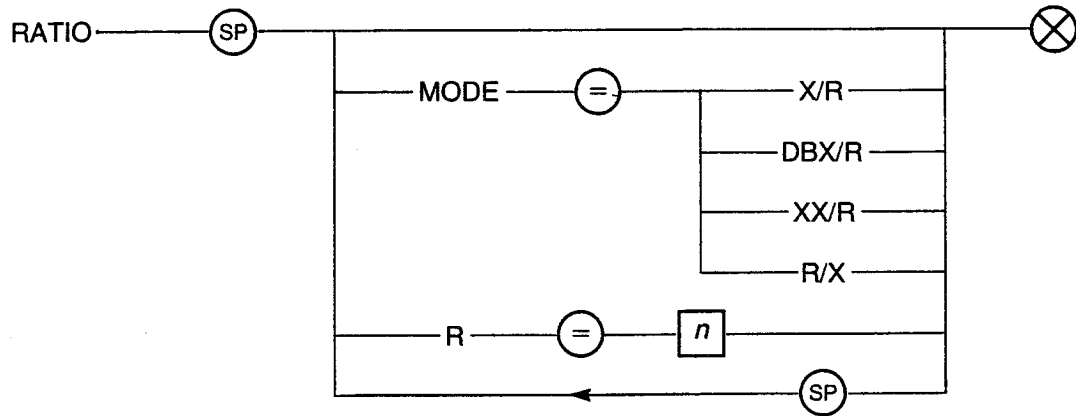 RATIO SP
MODE = X/R
DBX/R
XX/R
R/X
R = n
SP